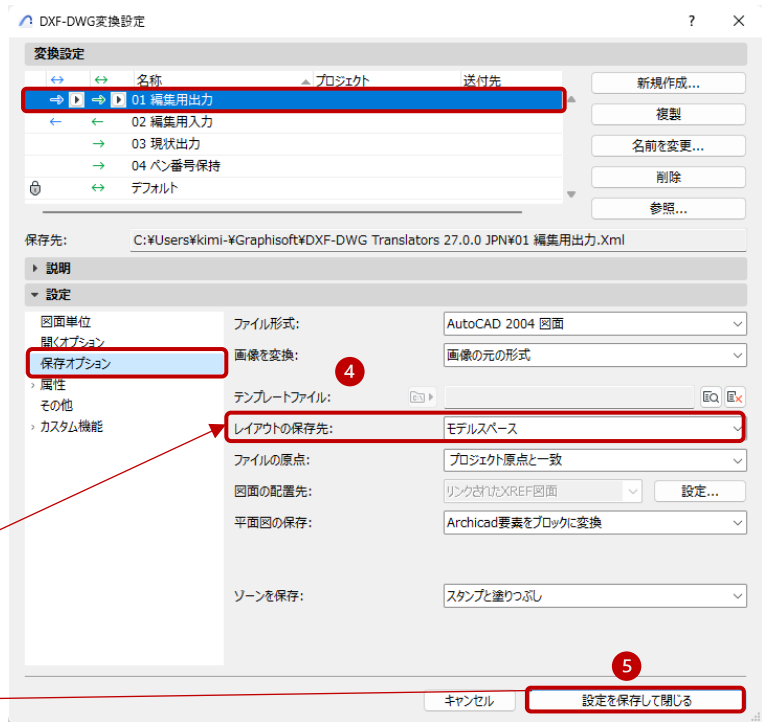 DXF-DWG変換設定 ? ×
変換設定
名称 プロジェクト 送付先
01 編集用出力
02 編集用入力
03 現状出力
04 ペン番号保持
デフォルト
新規作成...
複製
名前を変更...
削除
参照...
保存先: C:¥Users¥kimi-¥Graphisoft¥DXF-DWG Translators 27.0.0 JPN¥01 編集用出力.Xml
説明
設定
図面単位
開くオプション
保存オプション
属性
その他
カスタム機能
ファイル形式: AutoCAD 2004 図面
画像を変換: 画像の元の形式
4
テンプレートファイル:
レイアウトの保存先: モデルスペース
ファイルの原点: プロジェクト原点と一致
図面の配置先: リンクされたXREF図面 設定...
平面図の保存: Archicad要素をブロックに変換
ゾーンを保存: スタンプと塗りつぶし
5
キャンセル 設定を保存して閉じる